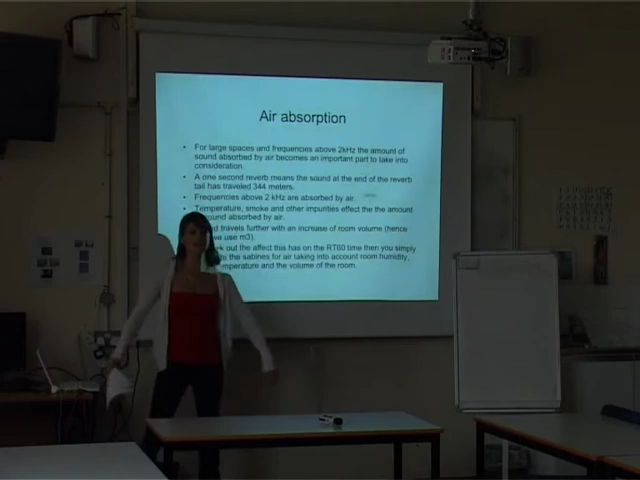 Air absorption
• For large spaces and frequencies above 2kHz the amount of
sound absorbed by air becomes an important part to take into
consideration.
• A one second reverb means the sound at the end of the reverb
tail has traveled 344 meters.
• Frequencies above 2 kHz are absorbed by air.
• Temperature, smoke and other impurities effect the the amount
absorbed by air.
travels further with an increase of room volume (hence
use m3).
out the affect this has on the RT60 time then you simply
the sabines for air taking into account room humidity,
and the volume of the room.